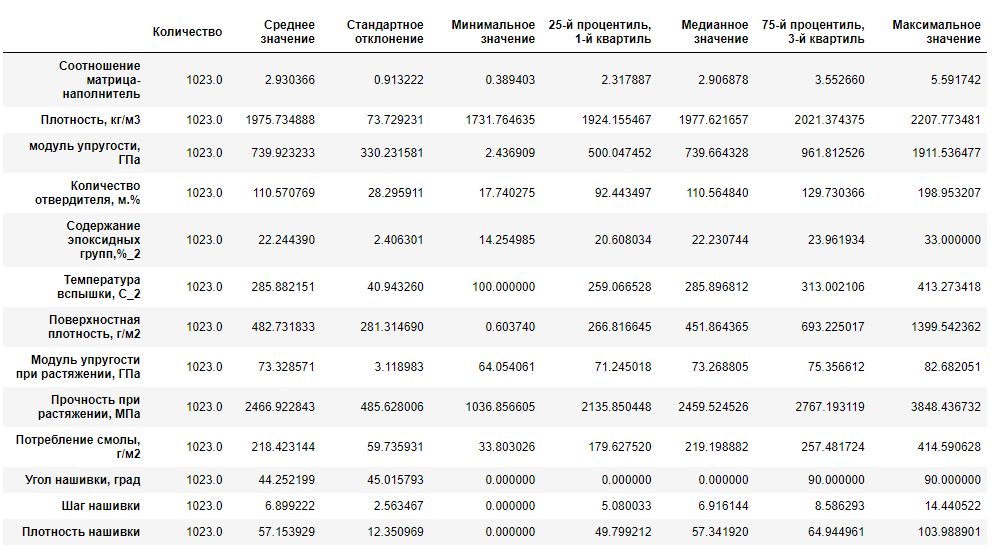 Количество Среднее значение Стандартное отклонение Минимальное значение 25-й процентиль, 1-й квартиль Медианное значение 75-й процентиль, 3-й квартиль Максимальное значение
Соотношение матрица-наполнитель 1023.0 2.930366 0.913222 0.389403 2.317887 2.906878 3.552660 5.591742
Плотность, кг/м3 1023.0 1975.734888 73.729231 1731.764635 1924.155467 1977.621657 2021.374375 2207.773481
модуль упругости, ГПа 1023.0 739.923233 330.231581 2.436909 500.047452 739.664328 961.812526 1911.536477
Количество отвердителя, м.% 1023.0 110.570769 28.295911 17.740275 92.443497 110.564840 129.730366 198.953207
Содержание эпоксидных групп,%_2 1023.0 22.244390 2.406301 14.254985 20.608034 22.230744 23.961934 33.000000
Температура вспышки, С_2 1023.0 285.882151 40.943260 100.000000 259.066528 285.896812 313.002106 413.273418
Поверхностная плотность, г/м2 1023.0 482.731833 281.314690 0.603740 266.816645 451.864365 693.225017 1399.542362
Модуль упругости при растяжении, ГПа 1023.0 73.328571 3.118983 64.054061 71.245018 73.268805 75.356612 82.682051
Прочность при растяжении, МПа 1023.0 2466.922843 485.628006 1036.856605 2135.850448 2459.524526 2767.193119 3848.436732
Потребление смолы, г/м2 1023.0 218.423144 59.735931 33.803026 179.627520 219.198882 257.481724 414.590628
Угол нашивки, град 1023.0 44.252199 45.015793 0.000000 0.000000 0.000000 90.000000 90.000000
Шаг нашивки 1023.0 6.899222 2.563467 0.000000 5.080033 6.916144 8.586293 14.440522
Плотность нашивки 1023.0 57.153929 12.350969 0.000000 49.799212 57.341920 64.944961 103.988901